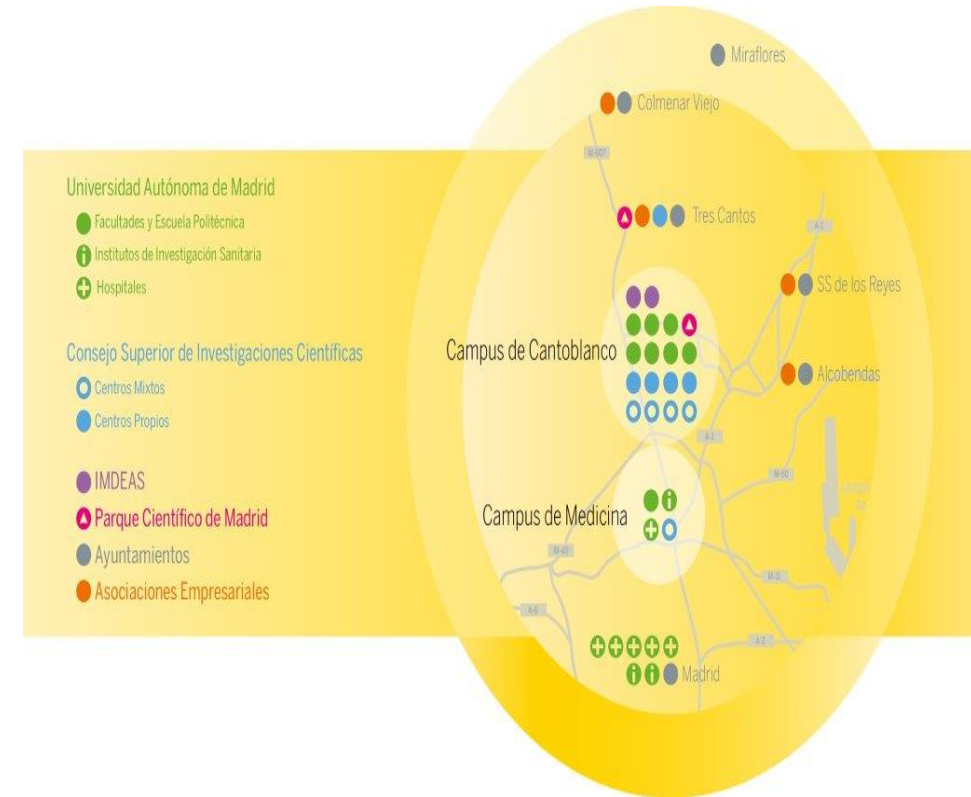 Miraflores
Colmenar Viejo
M-607
Universidad Autónoma de Madrid
Facultades y Escuela Politécnica
Institutos de Investigación Sanitaria
Hospitales
Tres Cantos
A-1
SS de los Reyes
Consejo Superior de Investigaciones Científicas
Centros Mixtos
Centros Propios
Campus de Cantoblanco
Alcobendas
A-1
IMDEAS
Parque Científico de Madrid
Ayuntamientos
Asociaciones Empresariales
Campus de Medicina
M-40
A-6
A-2
Madrid